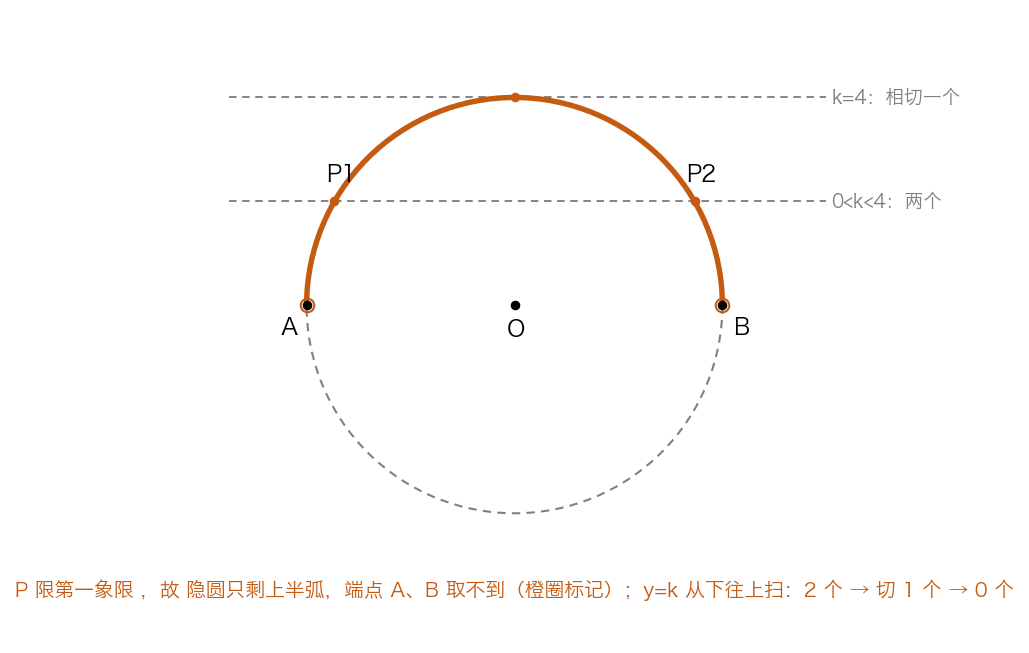 k=4：相切一个
P1
P2
0<k<4：两个
A
O
B
P 限第一象限 ，故 隐圆只剩上半弧，端点 A、B 取不到（橙圈标记）；y=k 从下往上扫：2 个 → 切 1 个 → 0 个